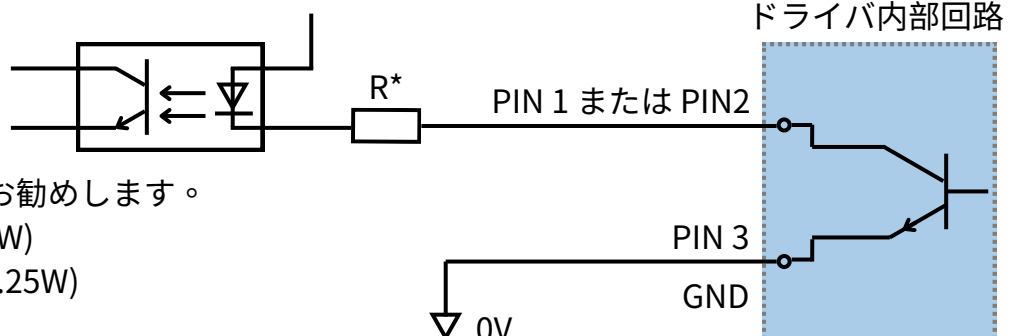 ドライバ内部回路
R*
PIN 1 または PIN2
お勧めします。
W)
.25W)
PIN 3
GND
0V